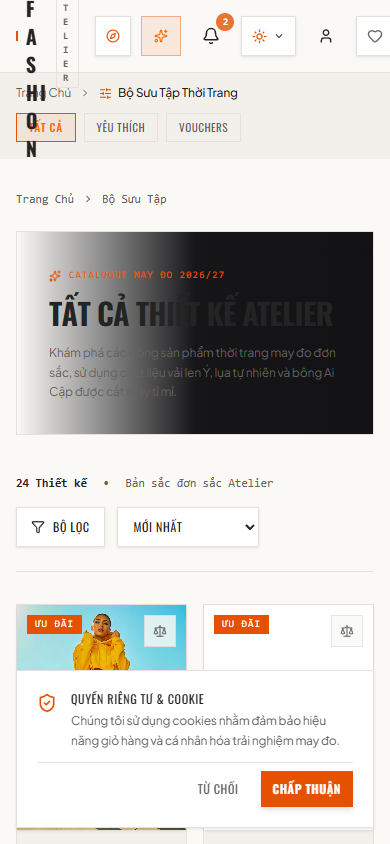 FASHION
TELIER
2
Trang Chủ > Bộ Sưu Tập Thời Trang
TẤT CẢ
YÊU THÍCH
VOUCHERS
Trang Chủ > Bộ Sưu Tập
CATALOGUE MAY ĐO 2026/27
TẤT CẢ THIẾT KẾ ATELIER
Khám phá các dòng sản phẩm thời trang may đo đơn
sắc, sử dụng chất liệu vải len Ý, lụa tự nhiên và bông Ai
Cập được cắt may tỉ mỉ.
24 Thiết kế • Bản sắc đơn sắc Atelier
BỘ LỌC
MỚI NHẤT
ƯU ĐÃI
ƯU ĐÃI
QUYỀN RIÊNG TƯ & COOKIE
Chúng tôi sử dụng cookies nhằm đảm bảo hiệu
năng giỏ hàng và cá nhân hóa trải nghiệm may đo.
TỪ CHỐI
CHẤP THUẬN